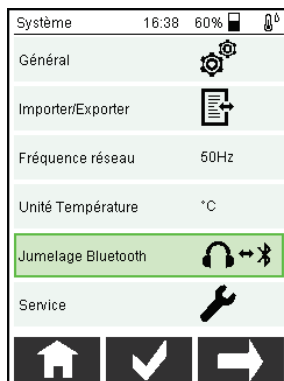 Système 16:38 60%
Général
Importer/Exporter
Fréquence réseau 50Hz
Unité Température °C
Jumelage Bluetooth
Service